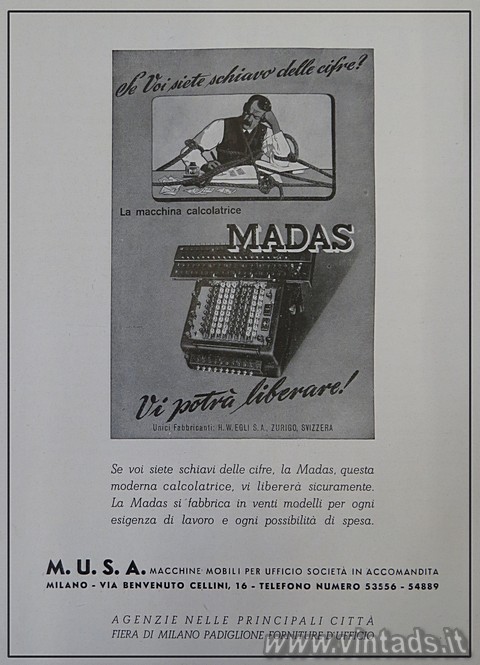 Se Voi siete schiavo delle cifre?
La macchina calcolatrice
MADAS
Vi potrà liberare!
Unici Fabbricanti: H. W. EGLI S. A., ZURIGO, SVIZZERA
Se voi siete schiavi delle cifre, la Madas, questa
moderna calcolatrice, vi libererà sicuramente.
La Madas si fabbrica in venti modelli per ogni
esigenza di lavoro e ogni possibilità di spesa.
M. U. S. A. MACCHINE MOBILI PER UFFICIO SOCIETÀ IN ACCOMANDITA
MILANO - VIA BENVENUTO CELLINI, 16 - TELEFONO NUMERO 53556 - 54889
AGENZIE NELLE PRINCIPALI CITTÀ
FIERA DI MILANO PADIGLIONE FORNITURE D'UFFICIO
www.vintads.it